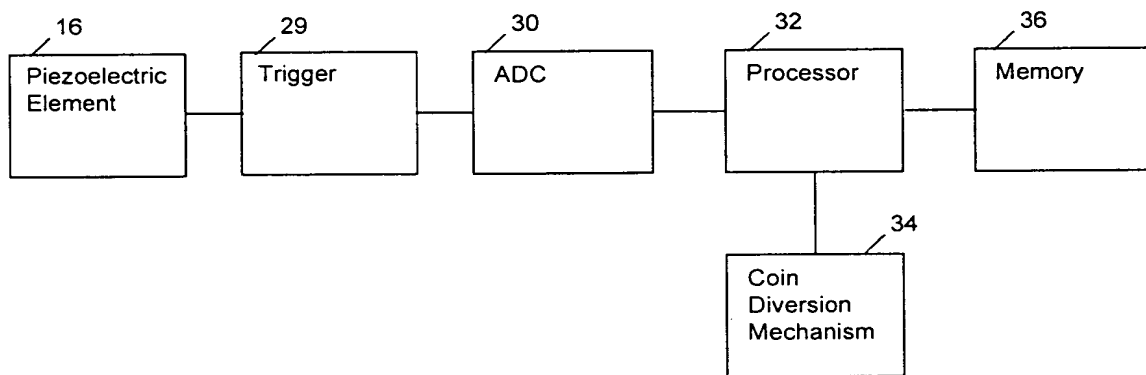 16
29
30
32
36
Piezoelectric
Element
Trigger
ADC
Processor
Memory
34
Coin
Diversion
Mechanism